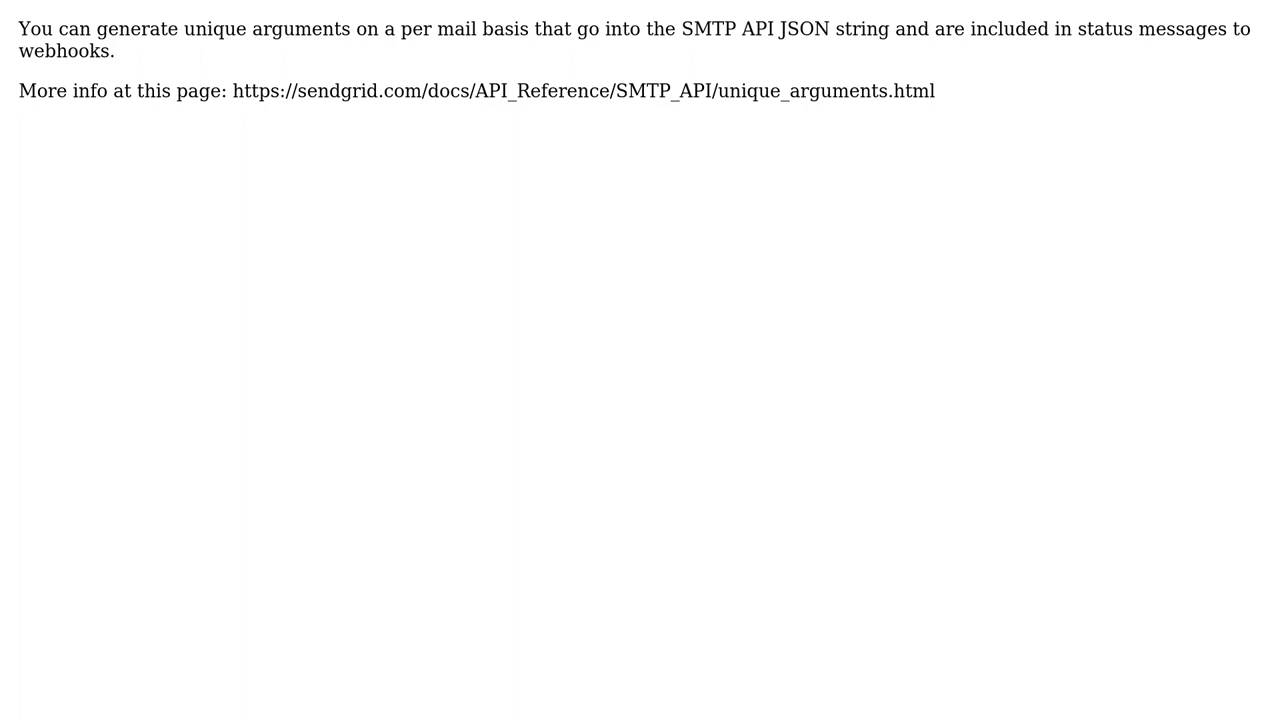 You can generate unique arguments on a per mail basis that go into the SMTP API JSON string and are included in status messages to
webhooks.
More info at this page: https://sendgrid.com/docs/API_Reference/SMTP_API/unique_arguments.html